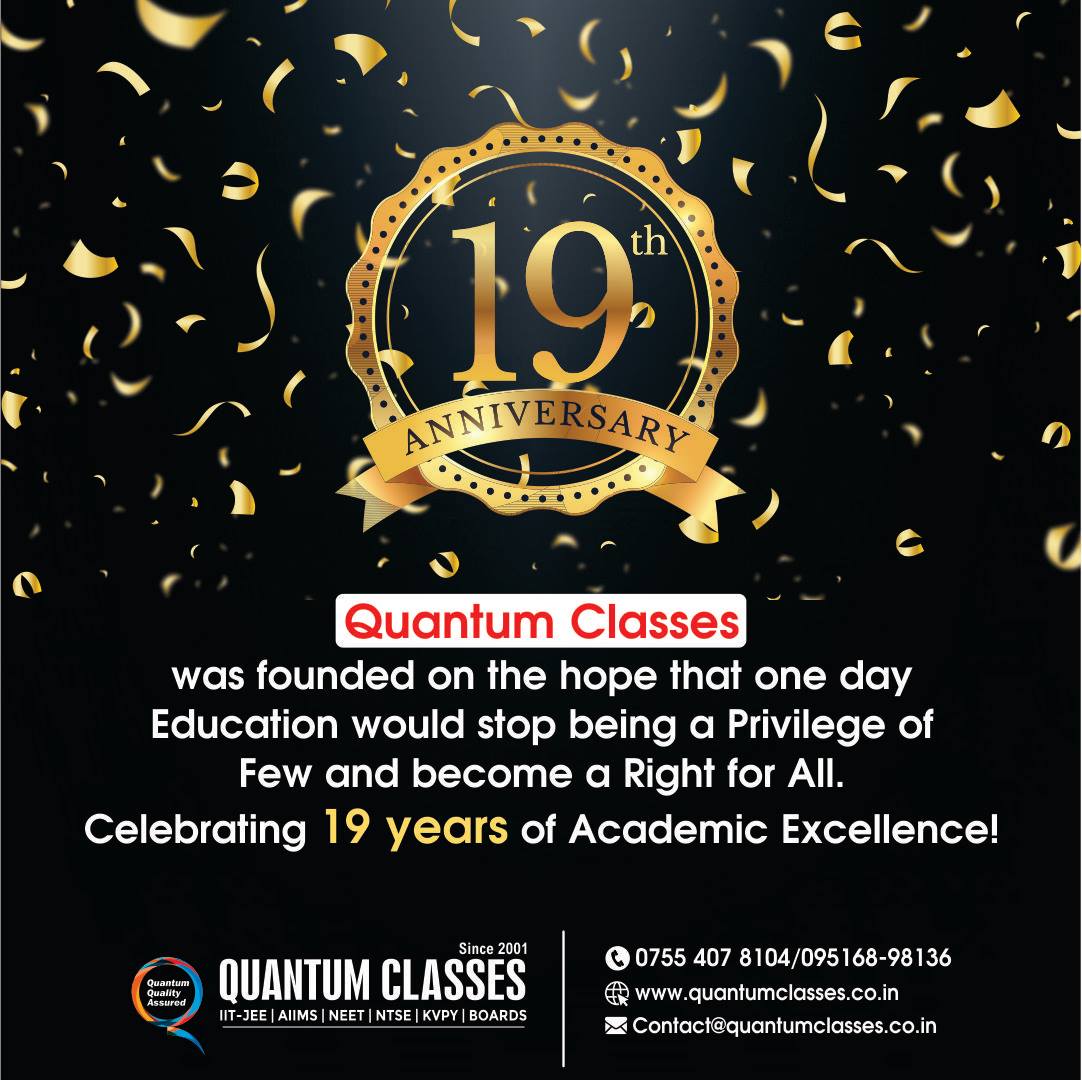 19th
ANNIVERSARY
Quantum Classes
was founded on the hope that one day
Education would stop being a Privilege of
Few and become a Right for All.
Celebrating 19 years of Academic Excellence!
Quantum
Quality
Assured
Since 2001
QUANTUM CLASSES
IIT-JEE | AIIMS | NEET | NTSE | KVPY | BOARDS
0755 407 8104/095168-98136
www.quantumclasses.co.in
Contact@quantumclasses.co.in